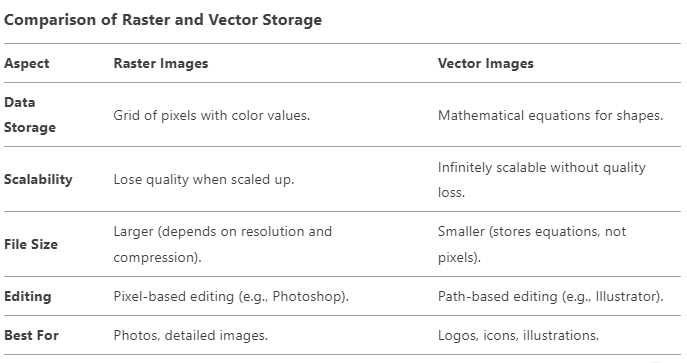 Comparison of Raster and Vector Storage
Aspect Raster Images Vector Images
Data Storage Grid of pixels with color values. Mathematical equations for shapes.
Scalability Lose quality when scaled up. Infinitely scalable without quality loss.
File Size Larger (depends on resolution and compression). Smaller (stores equations, not pixels).
Editing Pixel-based editing (e.g., Photoshop). Path-based editing (e.g., Illustrator).
Best For Photos, detailed images. Logos, icons, illustrations.